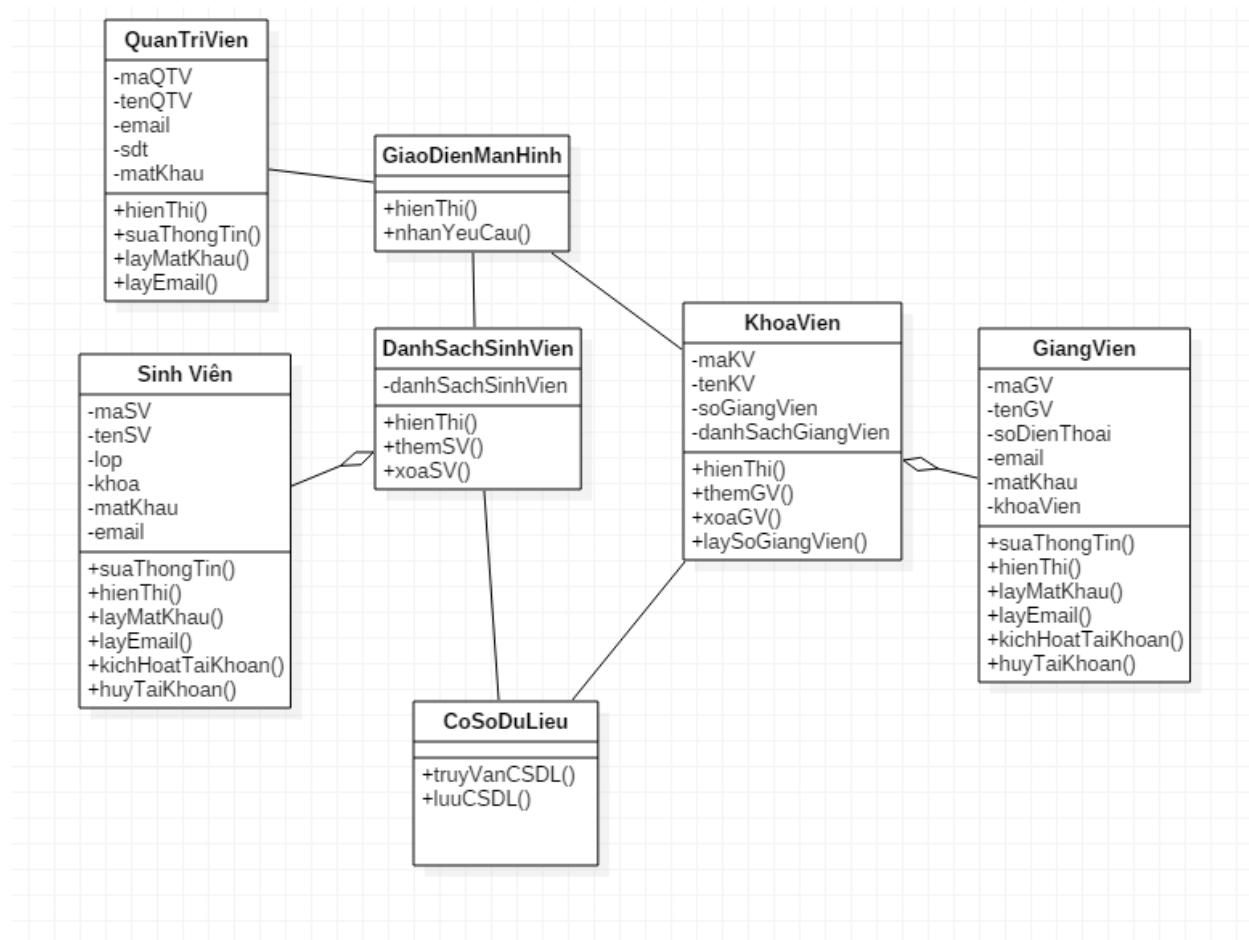 QuanTriVien
-maQTV
-tenQTV
-email
-sdt
-matKhau
+hienThi()
+suaThongTin()
+layMatKhau()
+layEmail()
GiaoDienManHinh
+hienThi()
+nhanYeuCau()
DanhSachSinhVien
-danhSachSinhVien
+hienThi()
+themSV()
+xoaSV()
KhoaVien
-maKV
-tenKV
-soGiangVien
-danhSachGiangVien
+hienThi()
+themGV()
+xoaGV()
+laySoGiangVien()
GiangVien
-maGV
-tenGV
-soDienThoai
-email
-matKhau
-khoaVien
+suaThongTin()
+hienThi()
+layMatKhau()
+layEmail()
+kichHoatTaiKhoan()
+huyTaiKhoan()
Sinh Viên
-maSV
-tenSV
-lop
-khoa
-matKhau
-email
+suaThongTin()
+hienThi()
+layMatKhau()
+layEmail()
+kichHoatTaiKhoan()
+huyTaiKhoan()
CoSoDuLieu
+truyVanCSDL()
+luuCSDL()